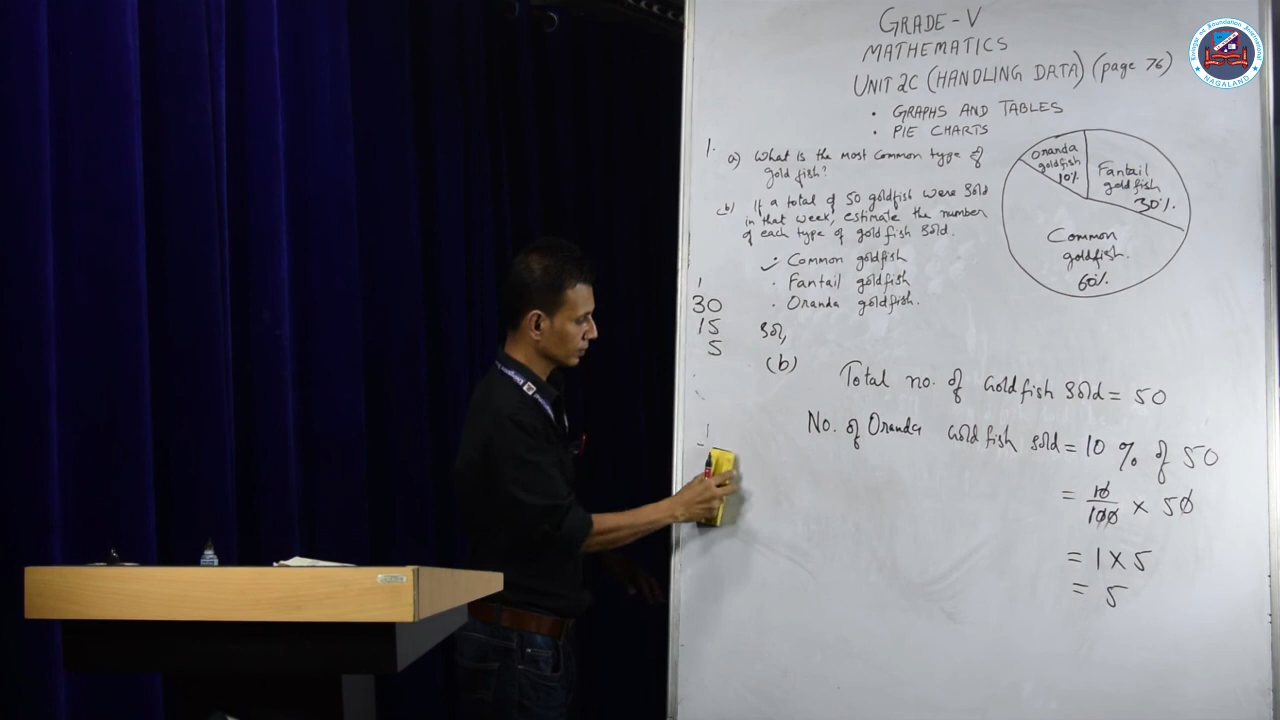 GRADE-V
MATHEMATICS
UNIT 2C (HANDLING DATA) (page 76)
• GRAPHS AND TABLES
• PIE CHARTS
1.
a) What is the most common type of
gold fish?
(b) If a total of 50 goldfish were sold
in that week, estimate the number
of each type of goldfish sold.
• Common goldfish
• Fantail goldfish
• Oranda goldfish.
Oranda
goldfish
10%
Fantail
goldfish
30%.
Common
goldfish.
60%
1
30
15
5
Sol,
(b)
Total no. of Goldfish Sold = 50
No. of Oranda Goldfish sold = 10 % of 50
= 10/100 × 50
= 1 × 5
= 5
1
NAGALAND